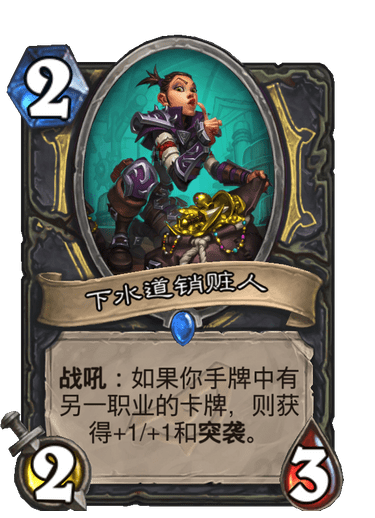 2
下水道销赃人
战吼：如果你手牌中有
另一职业的卡牌，则获
得+1/+1和突袭。
2
3